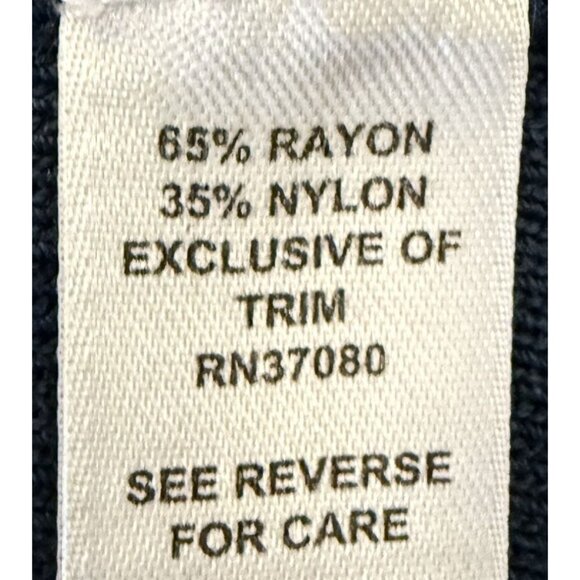 65% RAYON
35% NYLON
EXCLUSIVE OF
TRIM
RN37080
SEE REVERSE
FOR CARE